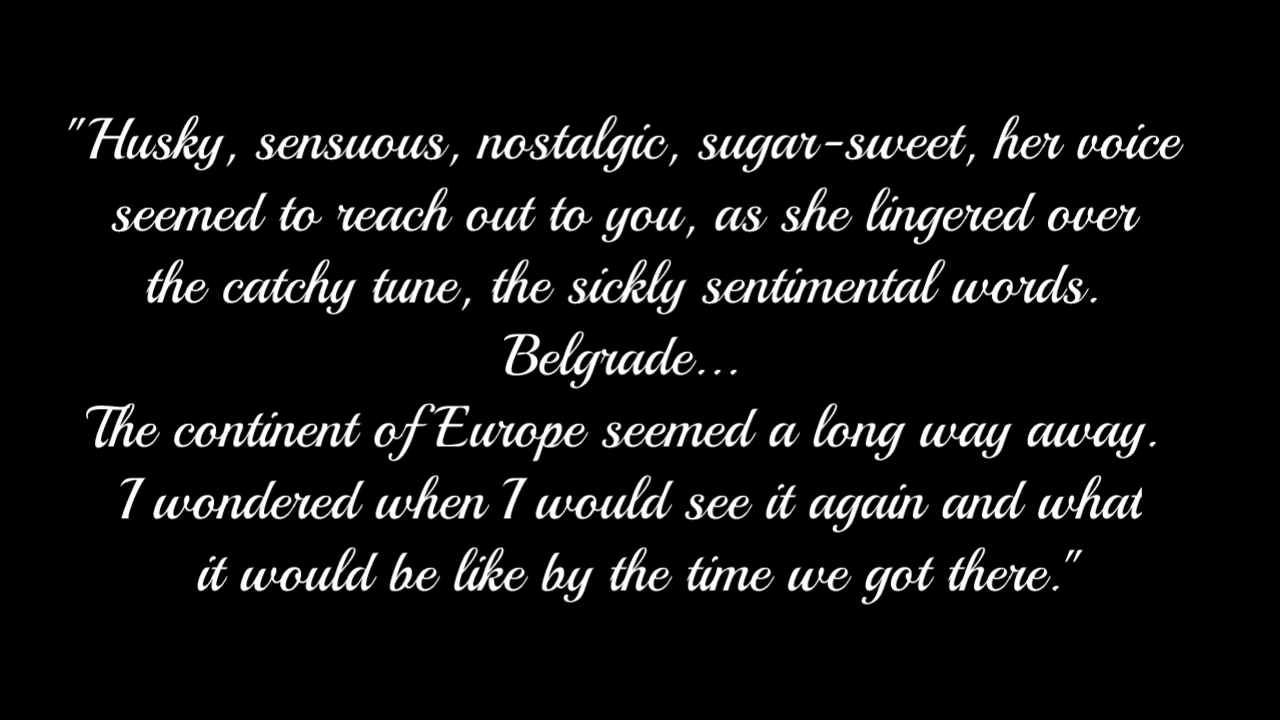 "Husky, sensuous, nostalgic, sugar-sweet, her voice
seemed to reach out to you, as she lingered over
the catchy tune, the sickly sentimental words.
Belgrade...
The continent of Europe seemed a long way away.
I wondered when I would see it again and what
it would be like by the time we got there."